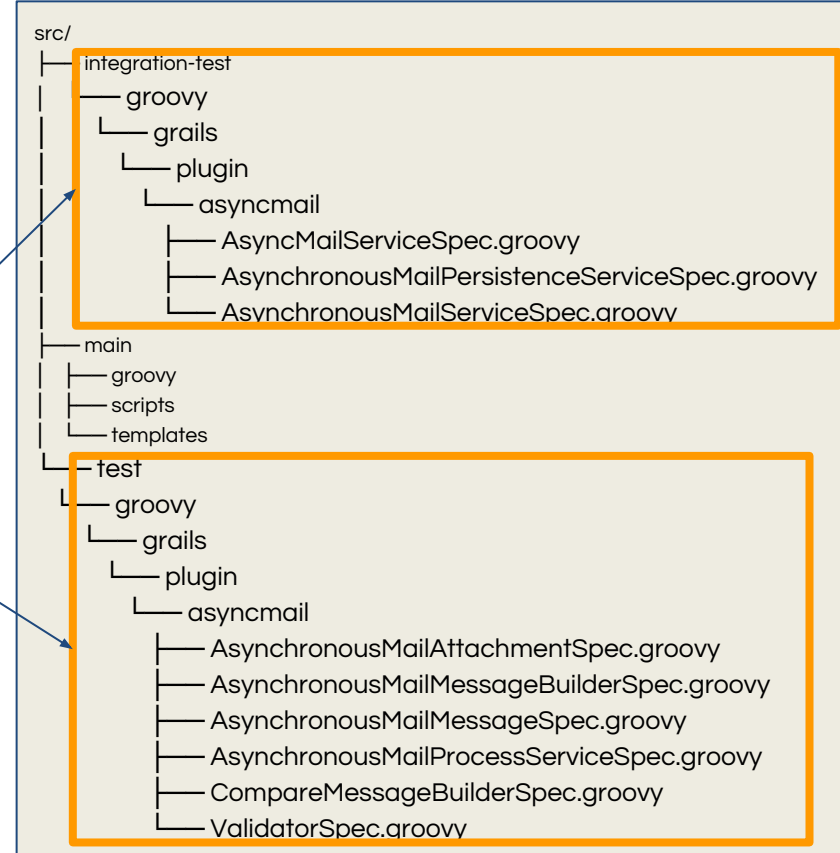 src/
├── integration-test
│ └── groovy
│ └── grails
│ └── plugin
│ └── asyncmail
│ ├── AsyncMailServiceSpec.groovy
│ ├── AsynchronousMailPersistenceServiceSpec.groovy
│ └── AsynchronousMailServiceSpec.groovy
├── main
│ ├── groovy
│ ├── scripts
│ └── templates
└── test
└── groovy
└── grails
└── plugin
└── asyncmail
├── AsynchronousMailAttachmentSpec.groovy
├── AsynchronousMailMessageBuilderSpec.groovy
├── AsynchronousMailMessageSpec.groovy
├── AsynchronousMailProcessServiceSpec.groovy
├── CompareMessageBuilderSpec.groovy
└── ValidatorSpec.groovy